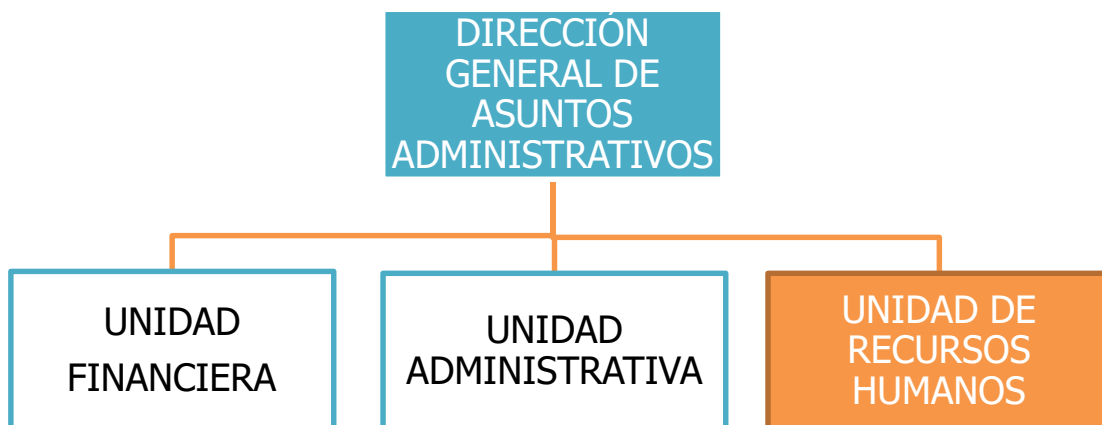 DIRECCIÓN
GENERAL DE
ASUNTOS
ADMINISTRATIVOS
UNIDAD
FINANCIERA
UNIDAD
ADMINISTRATIVA
UNIDAD DE
RECURSOS
HUMANOS